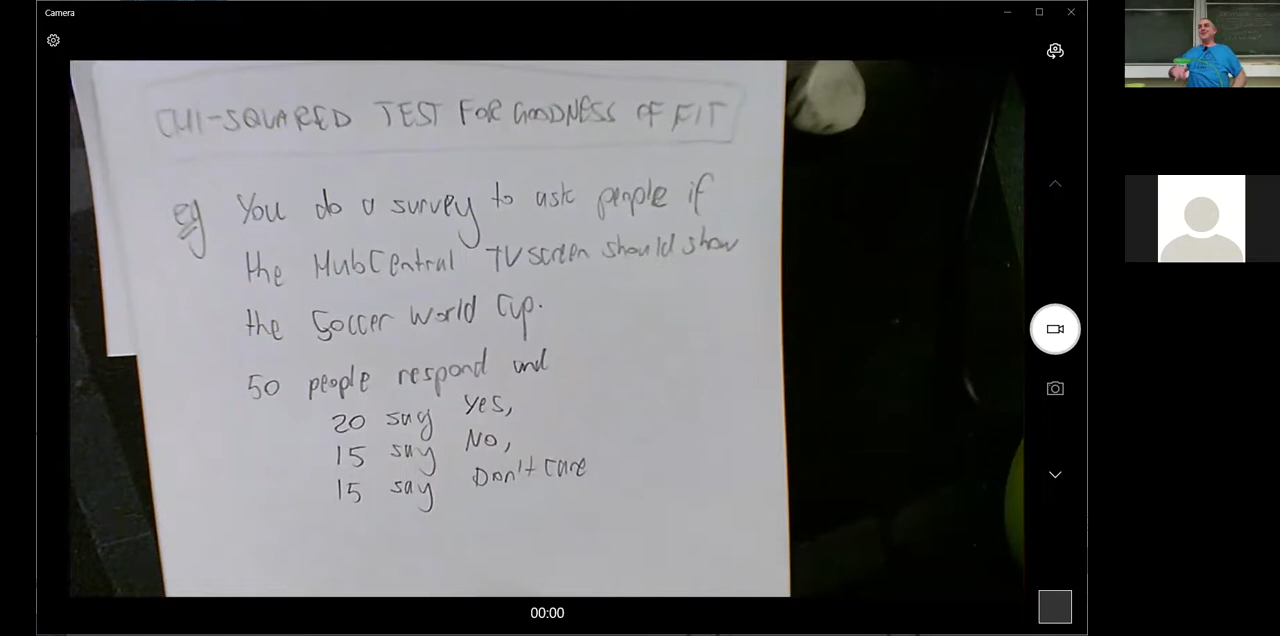 Camera
CHI-SQUARED TEST FOR GOODNESS OF FIT
eg You do a survey to ask people if
the HubCentral TV screen should show
the Soccer World Cup.
50 people respond and
20 say Yes,
15 say No,
15 say Don't care
00:00